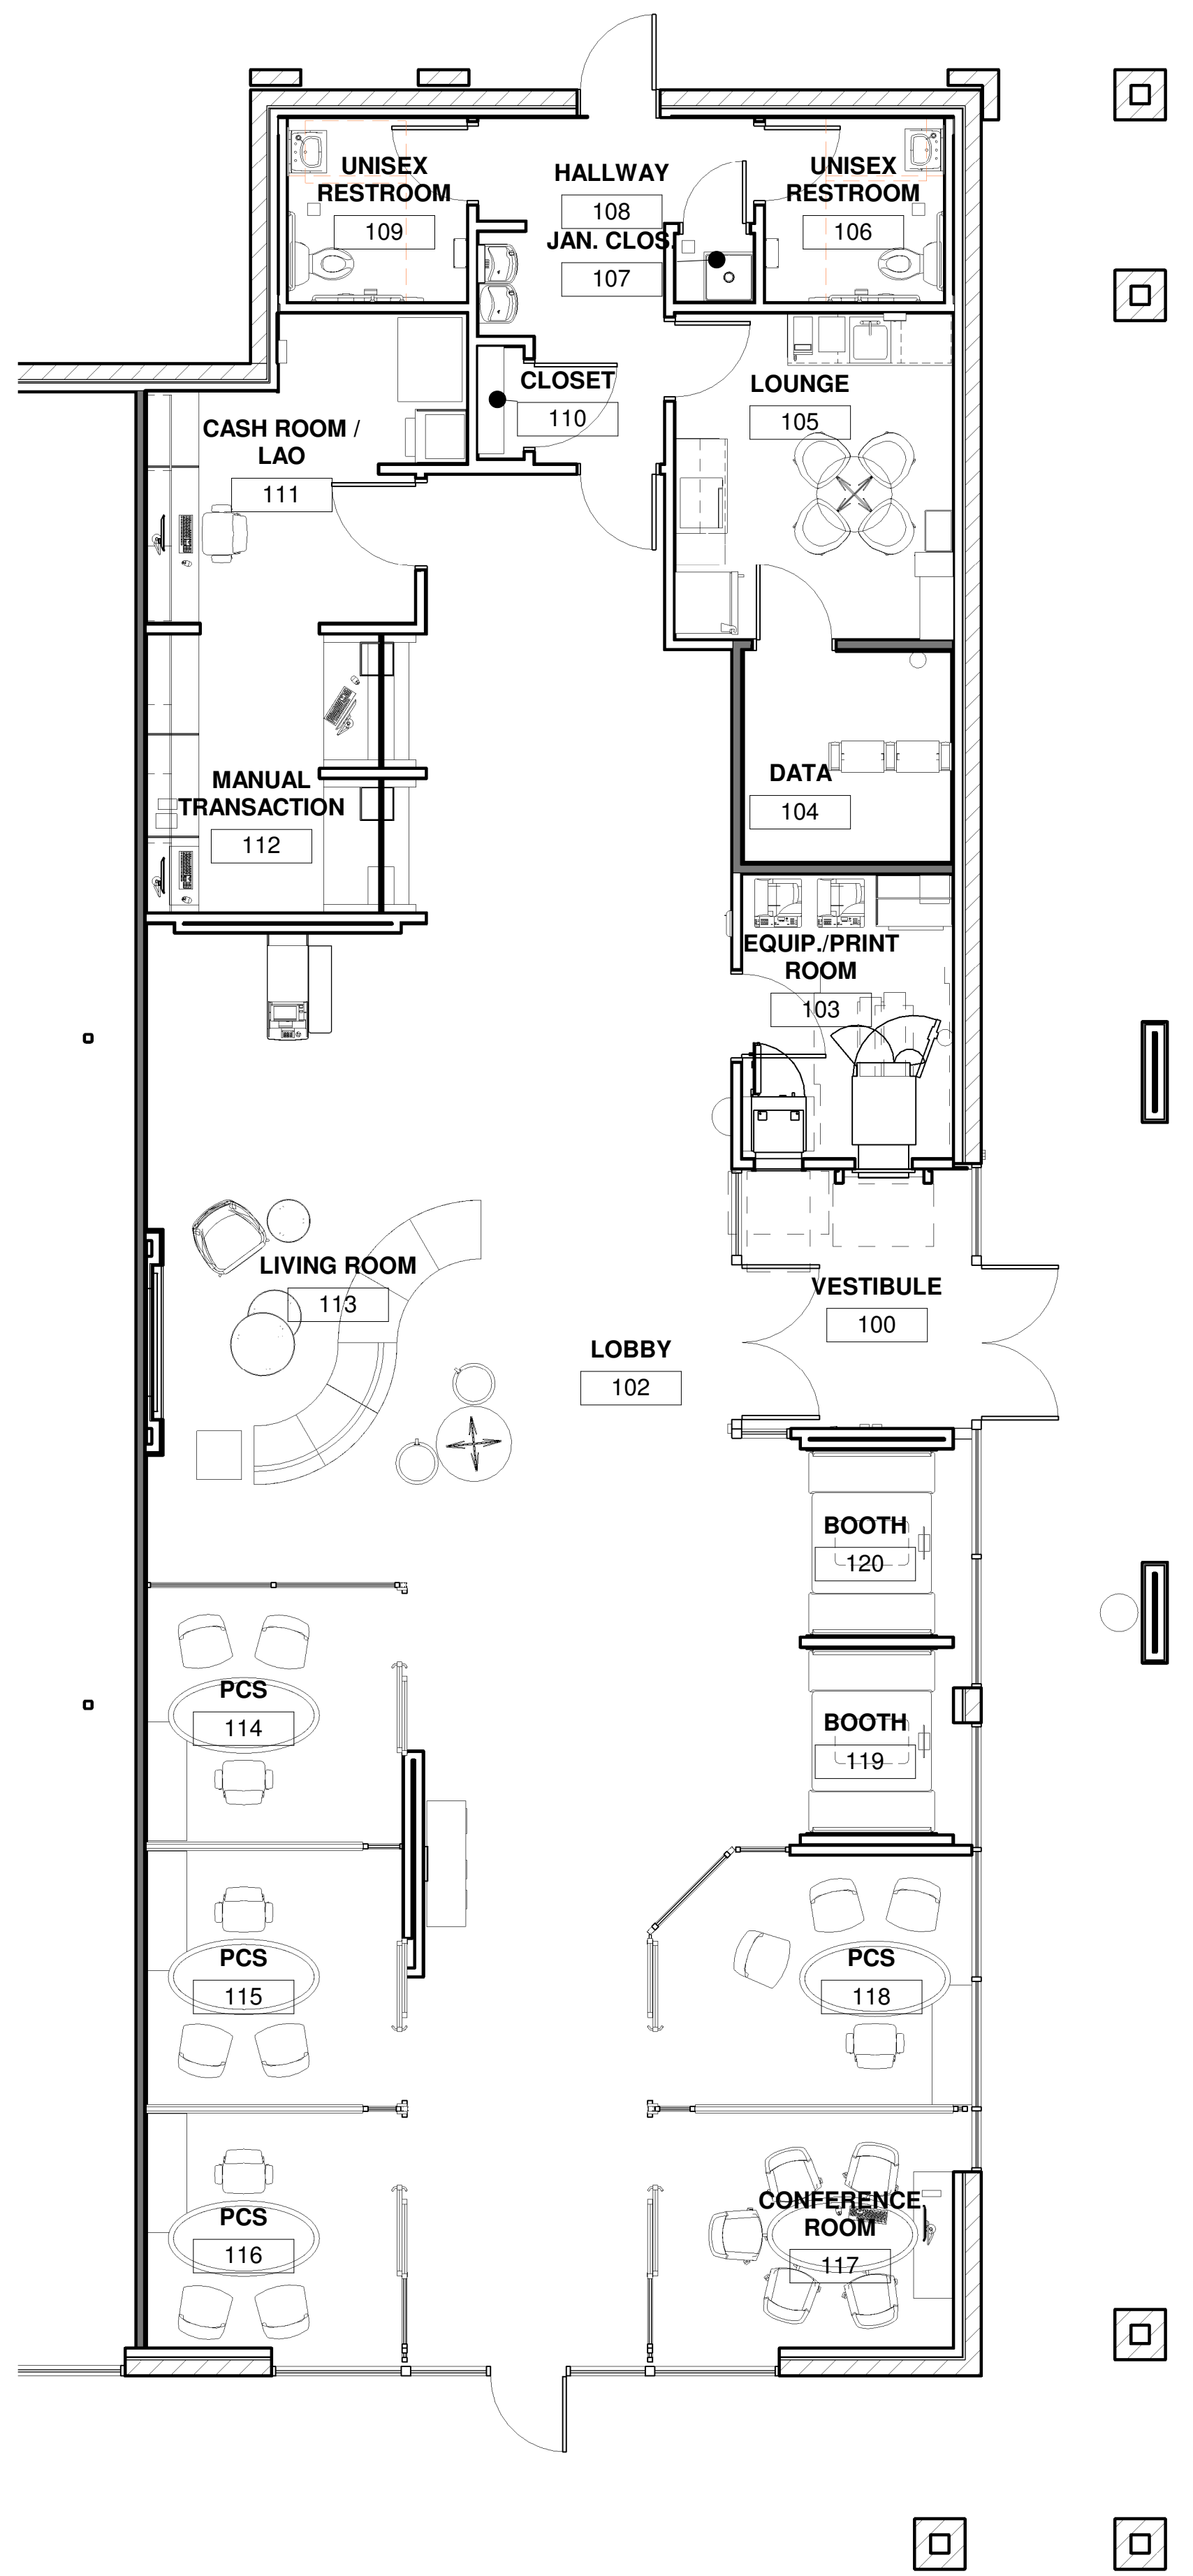 UNISEX
RESTROOM
109
HALLWAY
108
UNISEX
RESTROOM
106
JAN. CLOS.
107
CLOSET
110
LOUNGE
105
CASH ROOM /
LAO
111
MANUAL
TRANSACTION
112
DATA
104
EQUIP./PRINT
ROOM
103
LIVING ROOM
113
VESTIBULE
100
LOBBY
102
BOOTH
120
BOOTH
119
PCS
114
PCS
115
PCS
118
PCS
116
CONFERENCE
ROOM
117